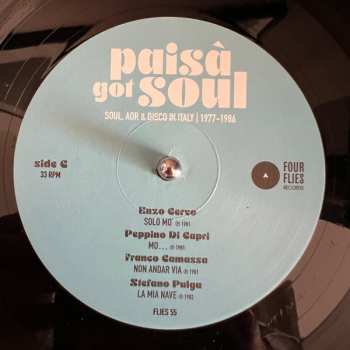 paisà
got soul
SOUL, AOR & DISCO IN ITALY | 1977-1986
side C
33 RPM
FOUR
FLIES
RECORDS
Enzo Cervo
SOLO MO' ℗ 1981
Peppino Di Capri
MO... ℗ 1980
Franco Camassa
NON ANDAR VIA ℗ 1981
Stefano Pulga
LA MIA NAVE ℗ 1982
FLIES 55